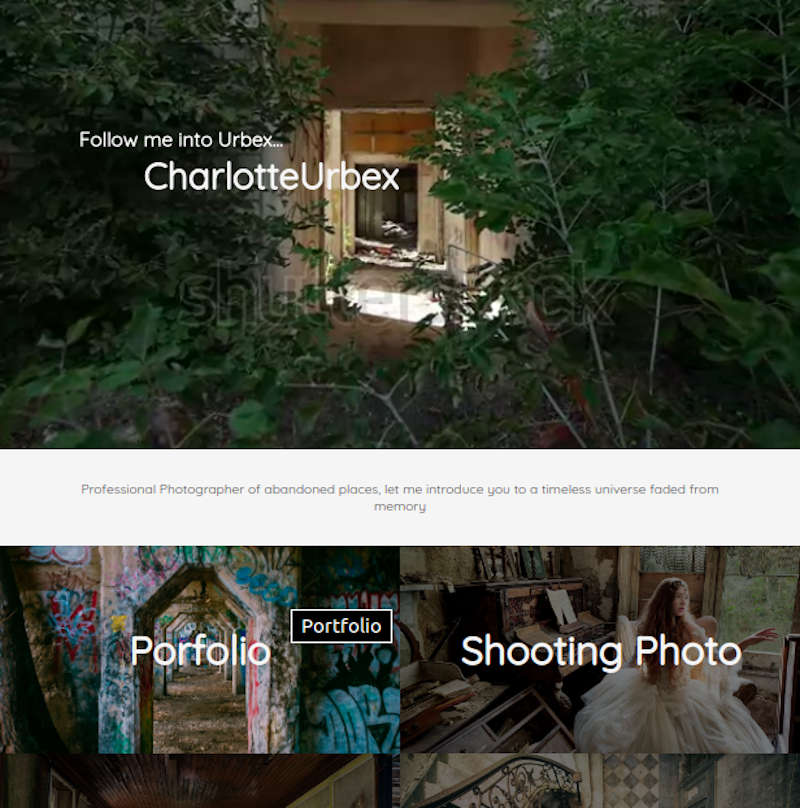 Follow me into Urbex...
CharlotteUrbex
shutterstock
Professional Photographer of abandoned places, let me introduce you to a timeless universe faded from
memory
Portfolio
Porfolio
Shooting Photo